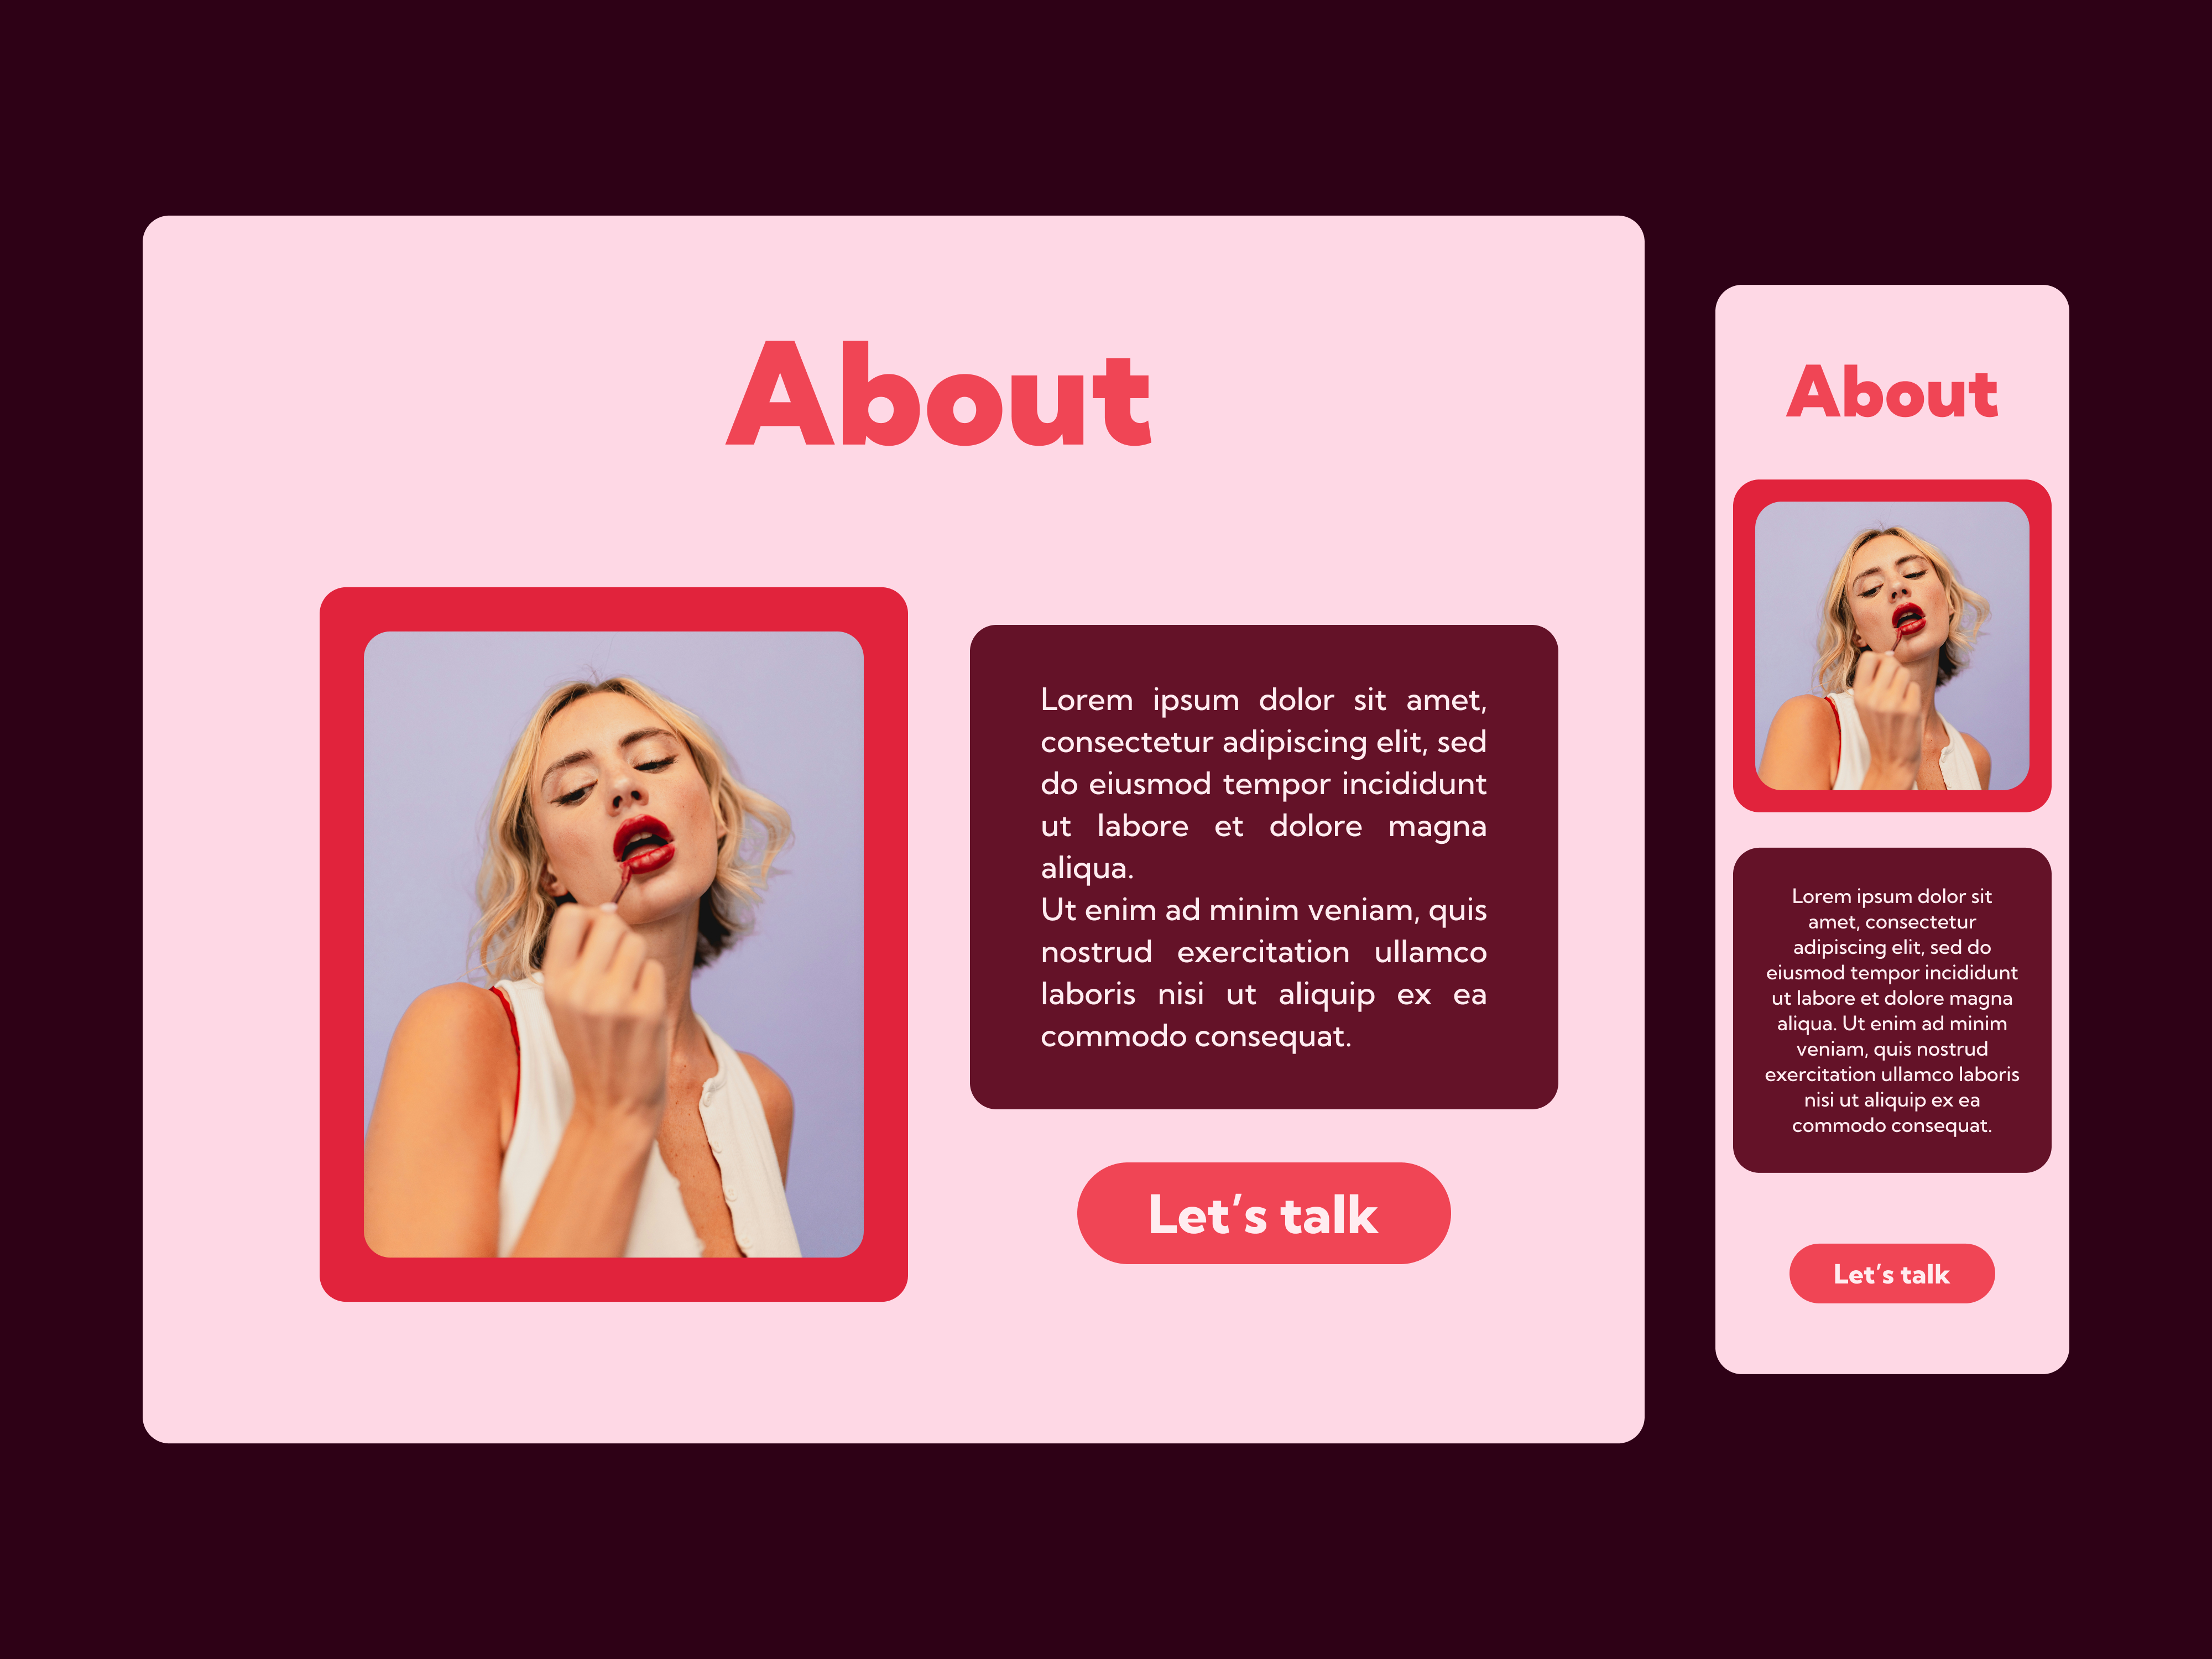 About
Lorem ipsum dolor sit amet,
consectetur adipiscing elit, sed
do eiusmod tempor incididunt
ut labore et dolore magna
aliqua.
Ut enim ad minim veniam, quis
nostrud exercitation ullamco
laboris nisi ut aliquip ex ea
commodo consequat.
Let’s talk
About
Lorem ipsum dolor sit
amet, consectetur
adipiscing elit, sed do
eiusmod tempor incididunt
ut labore et dolore magna
aliqua. Ut enim ad minim
veniam, quis nostrud
exercitation ullamco laboris
nisi ut aliquip ex ea
commodo consequat.
Let’s talk